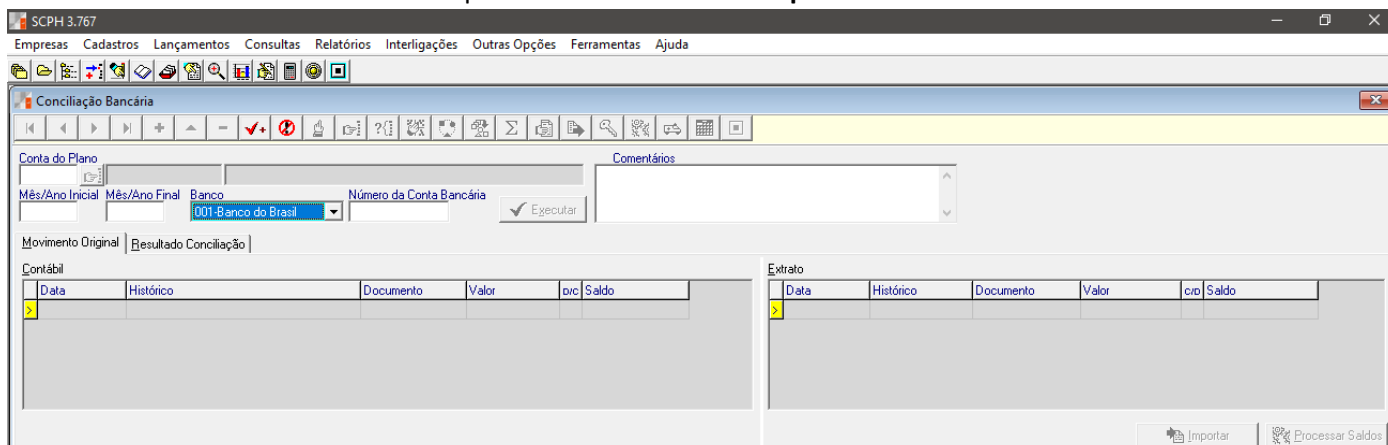 SCPH 3.767
Empresas Cadastros Lançamentos Consultas Relatórios Interligações Outras Opções Ferramentas Ajuda
Conciliação Bancária
Conta do Plano
Comentários
Mês/Ano Inicial Mês/Ano Final Banco Número da Conta Bancária
001-Banco do Brasil
Executar
Movimento Original Resultado Conciliação
Contábil Extrato
Data Histórico Documento Valor D/C Saldo Data Histórico Documento Valor C/D Saldo
Importar Processar Saldos